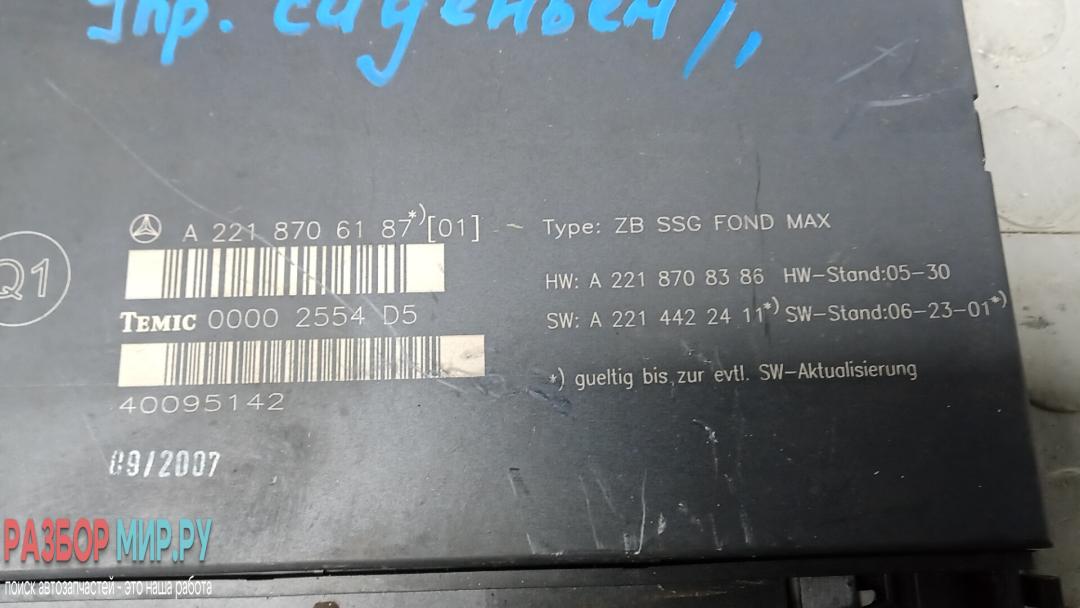 Упр. сиденьем,,
A 221 870 61 87*)[01]
Type: ZB SSG FOND MAX
Q1
HW: A 221 870 83 86 HW-Stand:05-30
TEMIC 0000 2554 D5
SW: A 221 442 24 11*) SW-Stand:06-23-01*)
*) gueltig bis zur evtl. SW-Aktualisierung
40095142
09/2007
РАЗБОР МИР.РУ
поиск автозапчастей - это наша работа